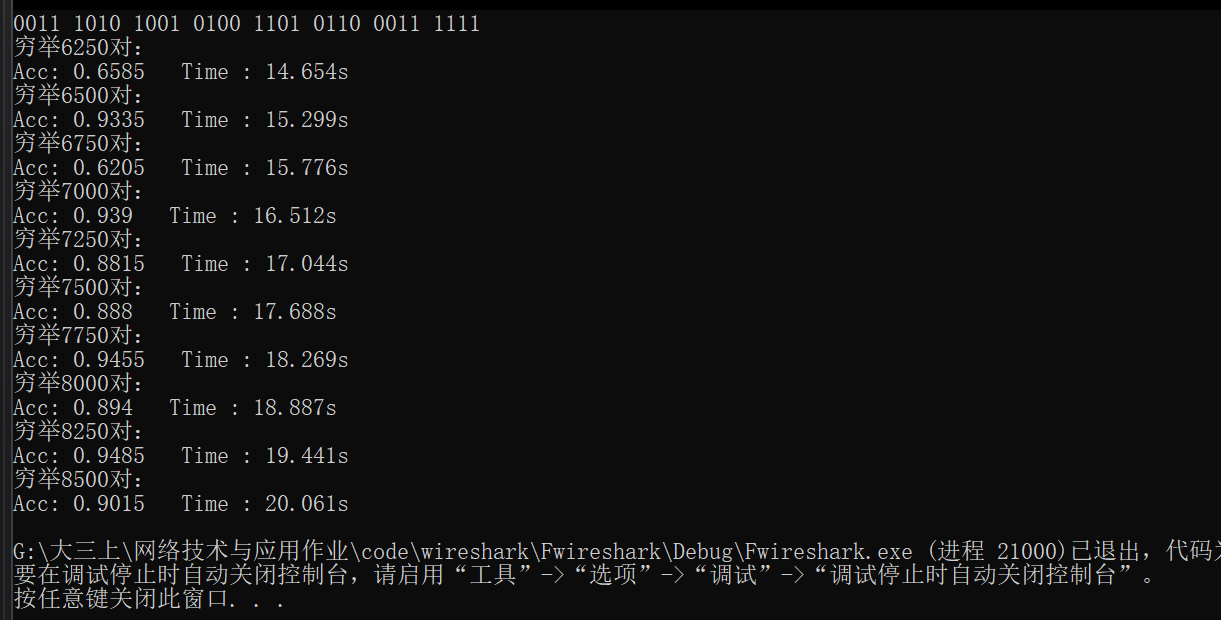 0011 1010 1001 0100 1101 0110 0011 1111
穷举6250对:
Acc: 0.6585   Time : 14.654s
穷举6500对:
Acc: 0.9335   Time : 15.299s
穷举6750对:
Acc: 0.6205   Time : 15.776s
穷举7000对:
Acc: 0.939   Time : 16.512s
穷举7250对:
Acc: 0.8815   Time : 17.044s
穷举7500对:
Acc: 0.888   Time : 17.688s
穷举7750对:
Acc: 0.9455   Time : 18.269s
穷举8000对:
Acc: 0.894   Time : 18.887s
穷举8250对:
Acc: 0.9485   Time : 19.441s
穷举8500对:
Acc: 0.9015   Time : 20.061s
G:\大三上\网络技术与应用作业\code\wireshark\Fwireshark\Debug\Fwireshark.exe (进程 21000)已退出，代码
要在调试停止时自动关闭控制台，请启用“工具”->“选项”->“调试”->“调试停止时自动关闭控制台”。
按任意键关闭此窗口. . .